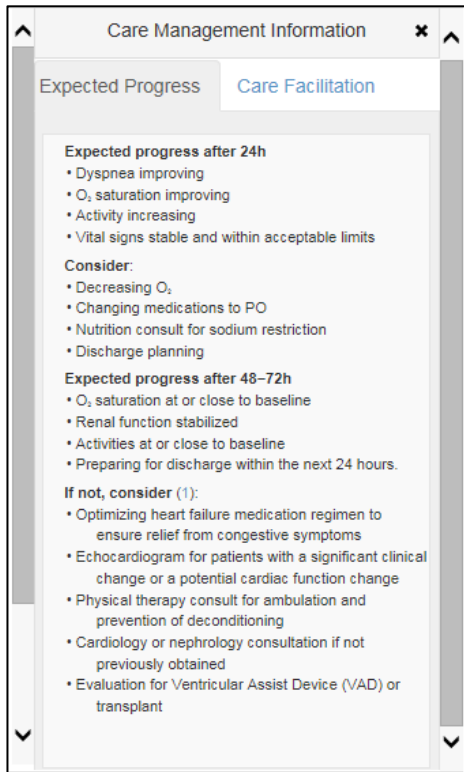 Care Management Information ✖
Expected Progress Care Facilitation
Expected progress after 24h
• Dyspnea improving
• O₂ saturation improving
• Activity increasing
• Vital signs stable and within acceptable limits
Consider:
• Decreasing O₂
• Changing medications to PO
• Nutrition consult for sodium restriction
• Discharge planning
Expected progress after 48–72h
• O₂ saturation at or close to baseline
• Renal function stabilized
• Activities at or close to baseline
• Preparing for discharge within the next 24 hours.
If not, consider (1):
• Optimizing heart failure medication regimen to
ensure relief from congestive symptoms
• Echocardiogram for patients with a significant clinical
change or a potential cardiac function change
• Physical therapy consult for ambulation and
prevention of deconditioning
• Cardiology or nephrology consultation if not
previously obtained
• Evaluation for Ventricular Assist Device (VAD) or
transplant